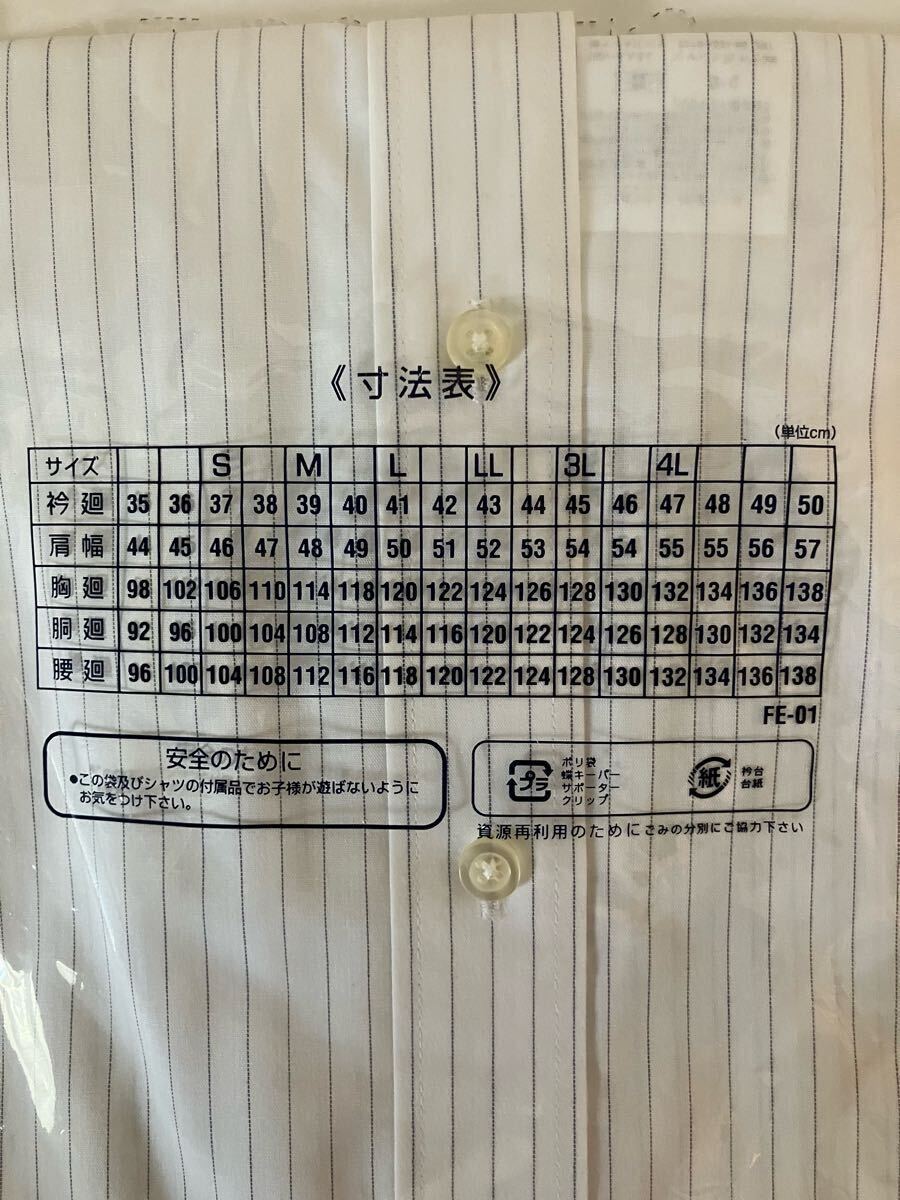 《寸法表》
(単位cm)
サイズ S M L LL 3L 4L
衿廻 35 36 37 38 39 40 41 42 43 44 45 46 47 48 49 50
肩幅 44 45 46 47 48 49 50 51 52 53 54 54 55 55 56 57
胸廻 98 102 106 110 114 118 120 122 124 126 128 130 132 134 136 138
胴廻 92 96 100 104 108 112 114 116 120 122 124 126 128 130 132 134
腰廻 96 100 104 108 112 116 118 120 122 124 128 130 132 134 136 138
FE-01
安全のために
●この袋及びシャツの付属品でお子様が遊ばないように
お気をつけ下さい。
プラ
ポリ袋
蝶キーパー
サポーター
クリップ
紙
衿台
台紙
資源再利用のためにごみの分別にご協力下さい